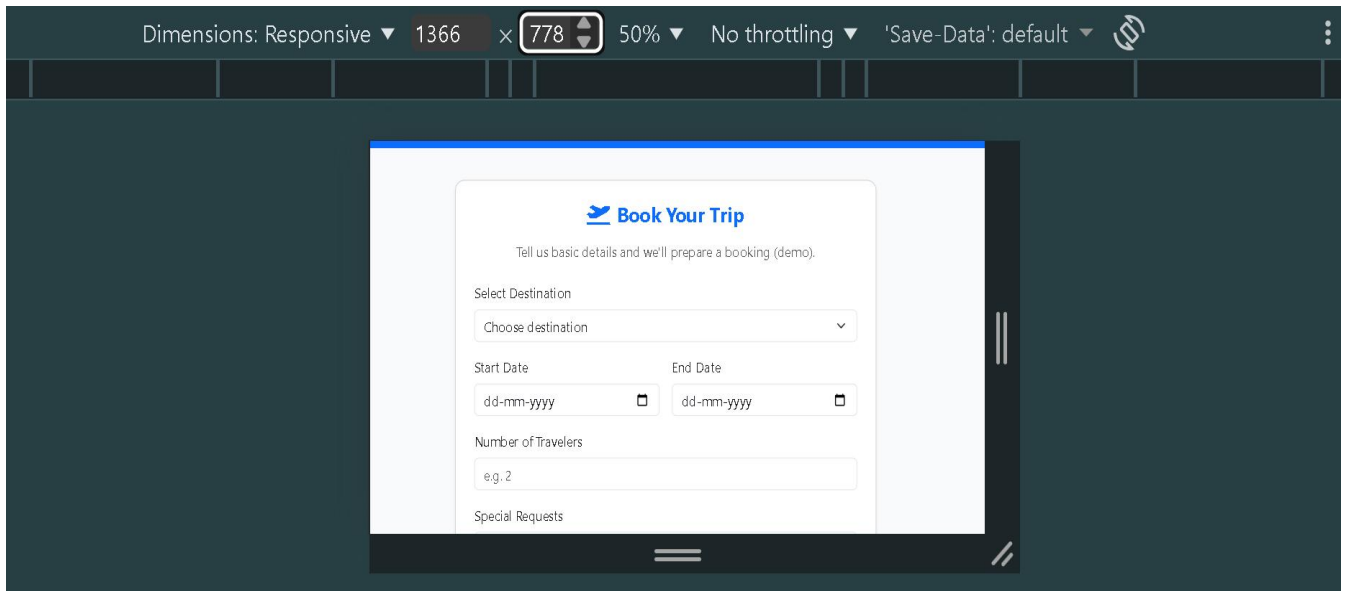 Dimensions: Responsive ▼ 1366 × 778 50% ▼ No throttling ▼ 'Save-Data': default ▼
Book Your Trip
Tell us basic details and we'll prepare a booking (demo).
Select Destination
Choose destination
Start Date End Date
dd-mm-yyyy dd-mm-yyyy
Number of Travelers
e.g. 2
Special Requests